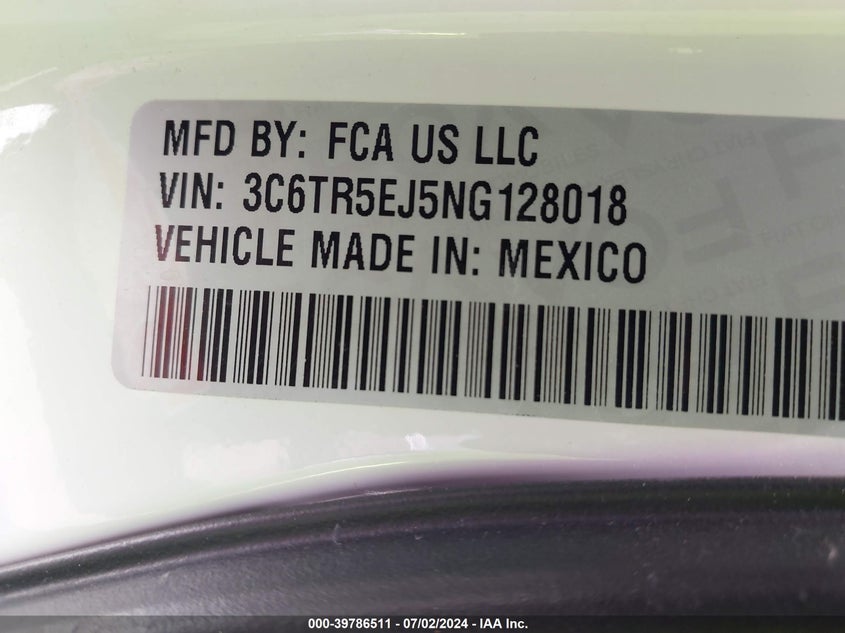 MFD BY: FCA US LLC
VIN: 3C6TR5EJ5NG128018
VEHICLE MADE IN: MEXICO
000-39786511 - 07/02/2024 - IAA Inc.